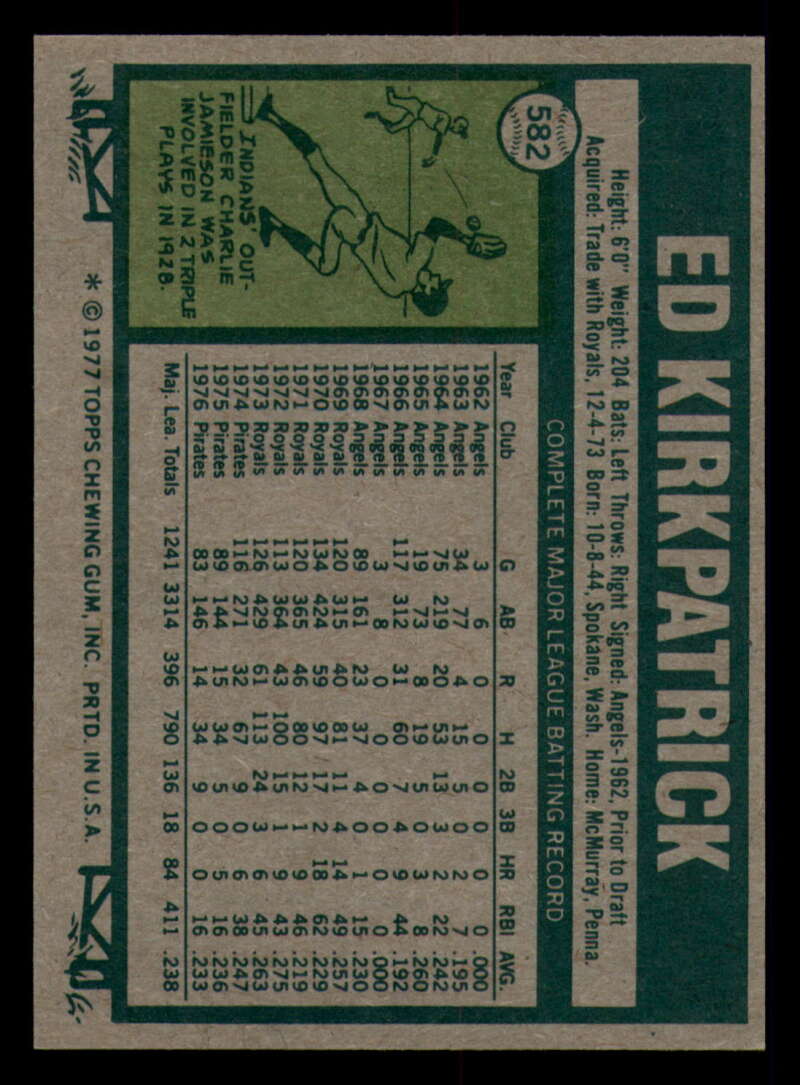 582
ED KIRKPATRICK
Height: 6'0" Weight: 204 Bats: Left Throws: Right Signed: Angels-1962, Prior to Draft
Acquired: Trade with Royals, 12-4-73 Born: 10-8-44, Spokane, Wash. Home: McMurray, Penna.
INDIANS' OUT-
FIELDER CHARLIE
JAMIESON WAS
INVOLVED IN 2 TRIPLE
PLAYS IN 1928.
COMPLETE MAJOR LEAGUE BATTING RECORD
Year Club G AB R H 2B 3B HR RBI AVG.
1962 Angels 3 6 0 0 0 0 0 0 .000
1963 Angels 34 77 4 15 5 0 2 7 .195
1964 Angels 75 219 20 53 13 3 2 22 .242
1965 Angels 19 73 8 19 5 0 3 8 .260
1966 Angels 117 312 31 60 7 4 9 44 .192
1967 Angels 3 8 0 0 0 0 0 0 .000
1968 Angels 89 161 23 37 4 0 1 15 .230
1969 Royals 120 315 40 81 11 4 14 49 .257
1970 Royals 134 424 59 97 17 2 18 62 .229
1971 Royals 120 365 46 80 12 1 9 46 .219
1972 Royals 113 364 43 100 15 1 9 43 .275
1973 Royals 126 429 61 113 24 3 6 45 .263
1974 Pirates 116 271 32 67 9 0 6 38 .247
1975 Pirates 89 144 15 34 5 0 5 16 .236
1976 Pirates 83 146 14 34 9 0 0 16 .233
Maj. Lea. Totals 1241 3314 396 790 136 18 84 411 .238
* © 1977 TOPPS CHEWING GUM, INC. PRTD. IN U.S.A.